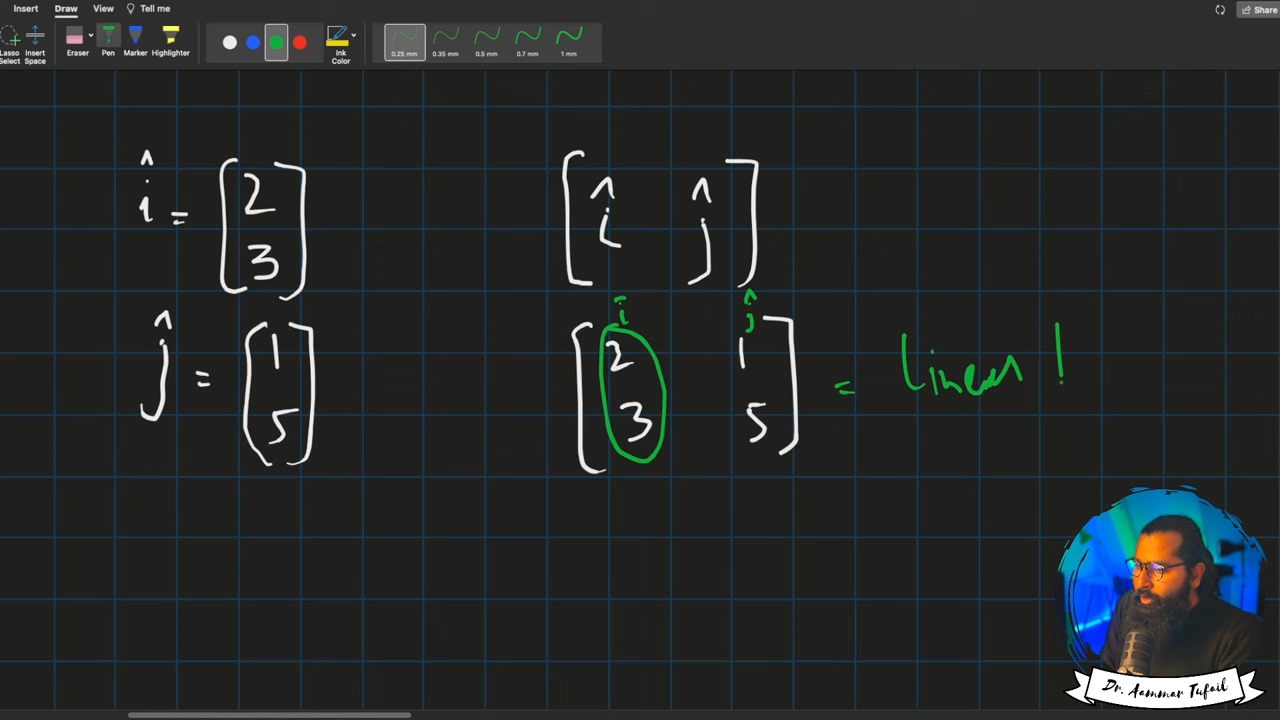 Insert Draw View Tell me
Share
Lasso Select
Insert Space
Eraser
Pen
Marker
Highlighter
Ink Color
0.25 mm
0.35 mm
0.5 mm
0.7 mm
1 mm
î = [2 3]
ĵ = [1 5]
[î ĵ]
î ĵ
[2 1
3 5] = linear !
Dr. Aammar Tufail